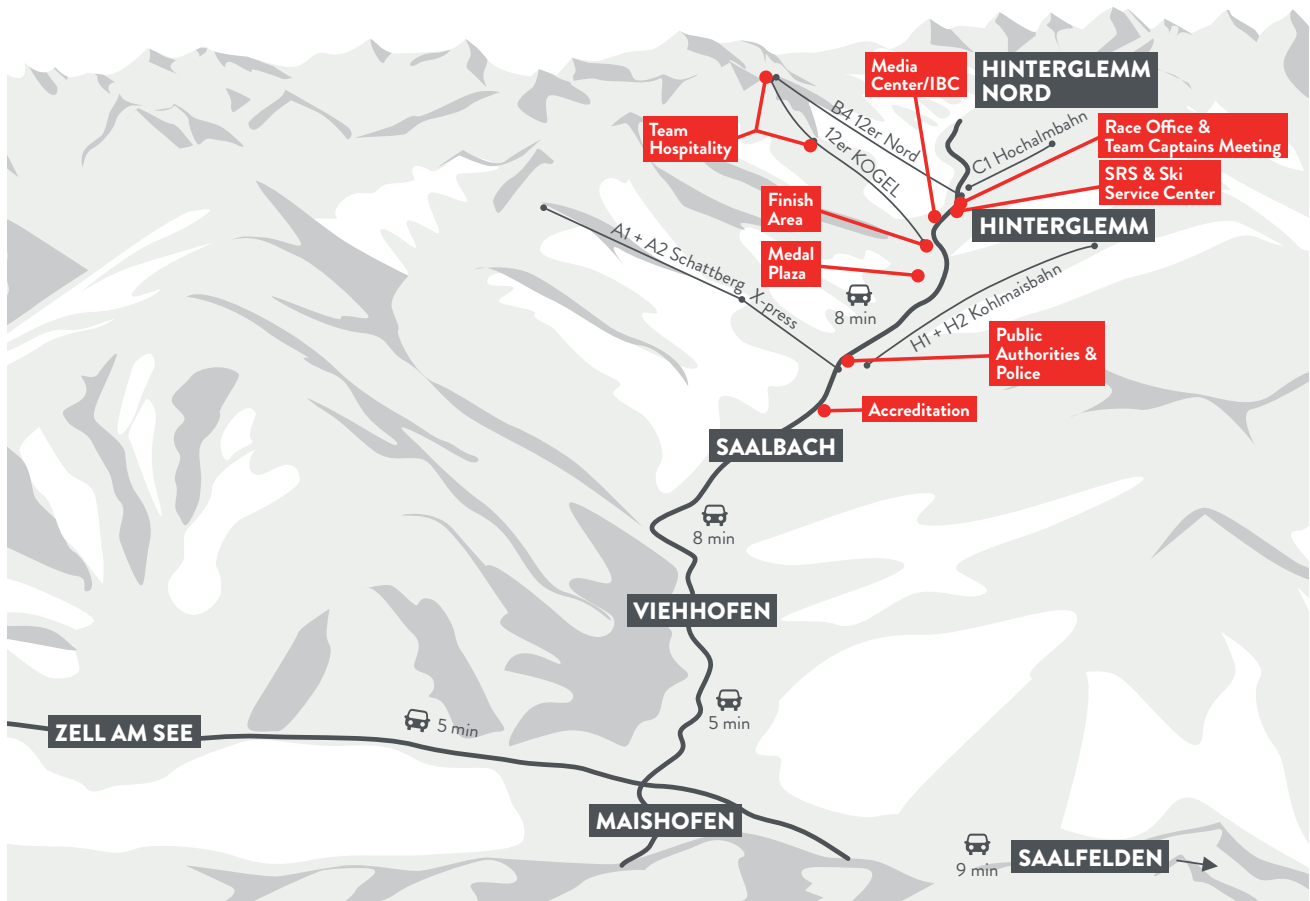 Media
Center/IBC
HINTERGLEMM
NORD
Team
Hospitality
B4 12er Nord
12er KOGEL
C1 Hochalmbahn
Race Office &
Team Captains Meeting
SRS & Ski
Service Center
Finish
Area
HINTERGLEMM
A1 + A2 Schattberg X-press
Medal
Plaza
8 min
H1 + H2 Kohlmaisbahn
Public
Authorities &
Police
Accreditation
SAALBACH
8 min
VIEHHOFEN
5 min
ZELL AM SEE
5 min
MAISHOFEN
9 min
SAALFELDEN